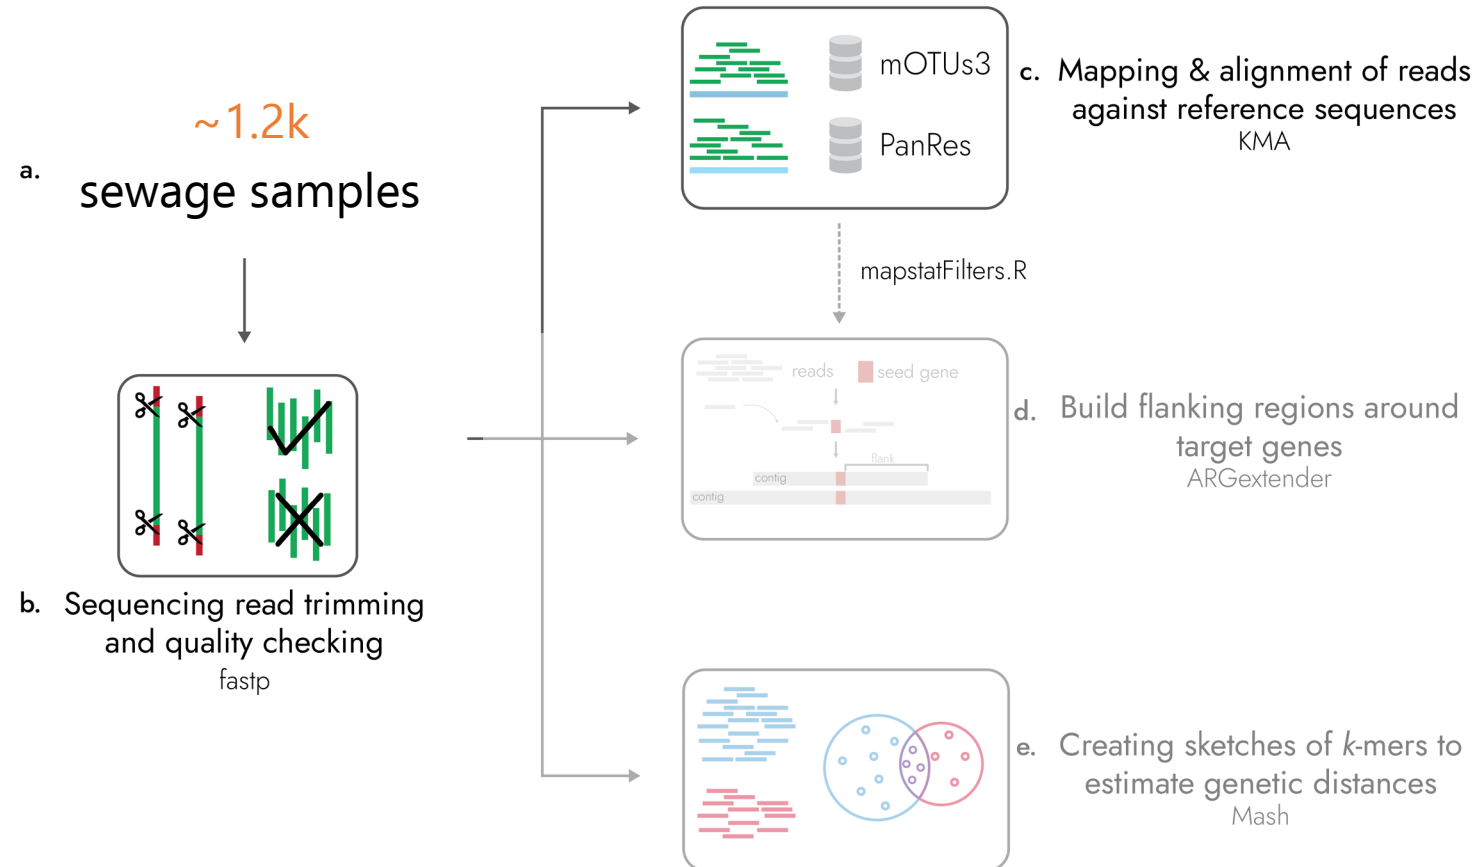 ~1.2k
a.
sewage samples
b. Sequencing read trimming
and quality checking
fastp
mOTUs3
PanRes
c. Mapping & alignment of reads
against reference sequences
KMA
mapstatFilters.R
reads
seed gene
flank
contig
contig
d. Build flanking regions around
target genes
ARGextender
e. Creating sketches of k-mers to
estimate genetic distances
Mash